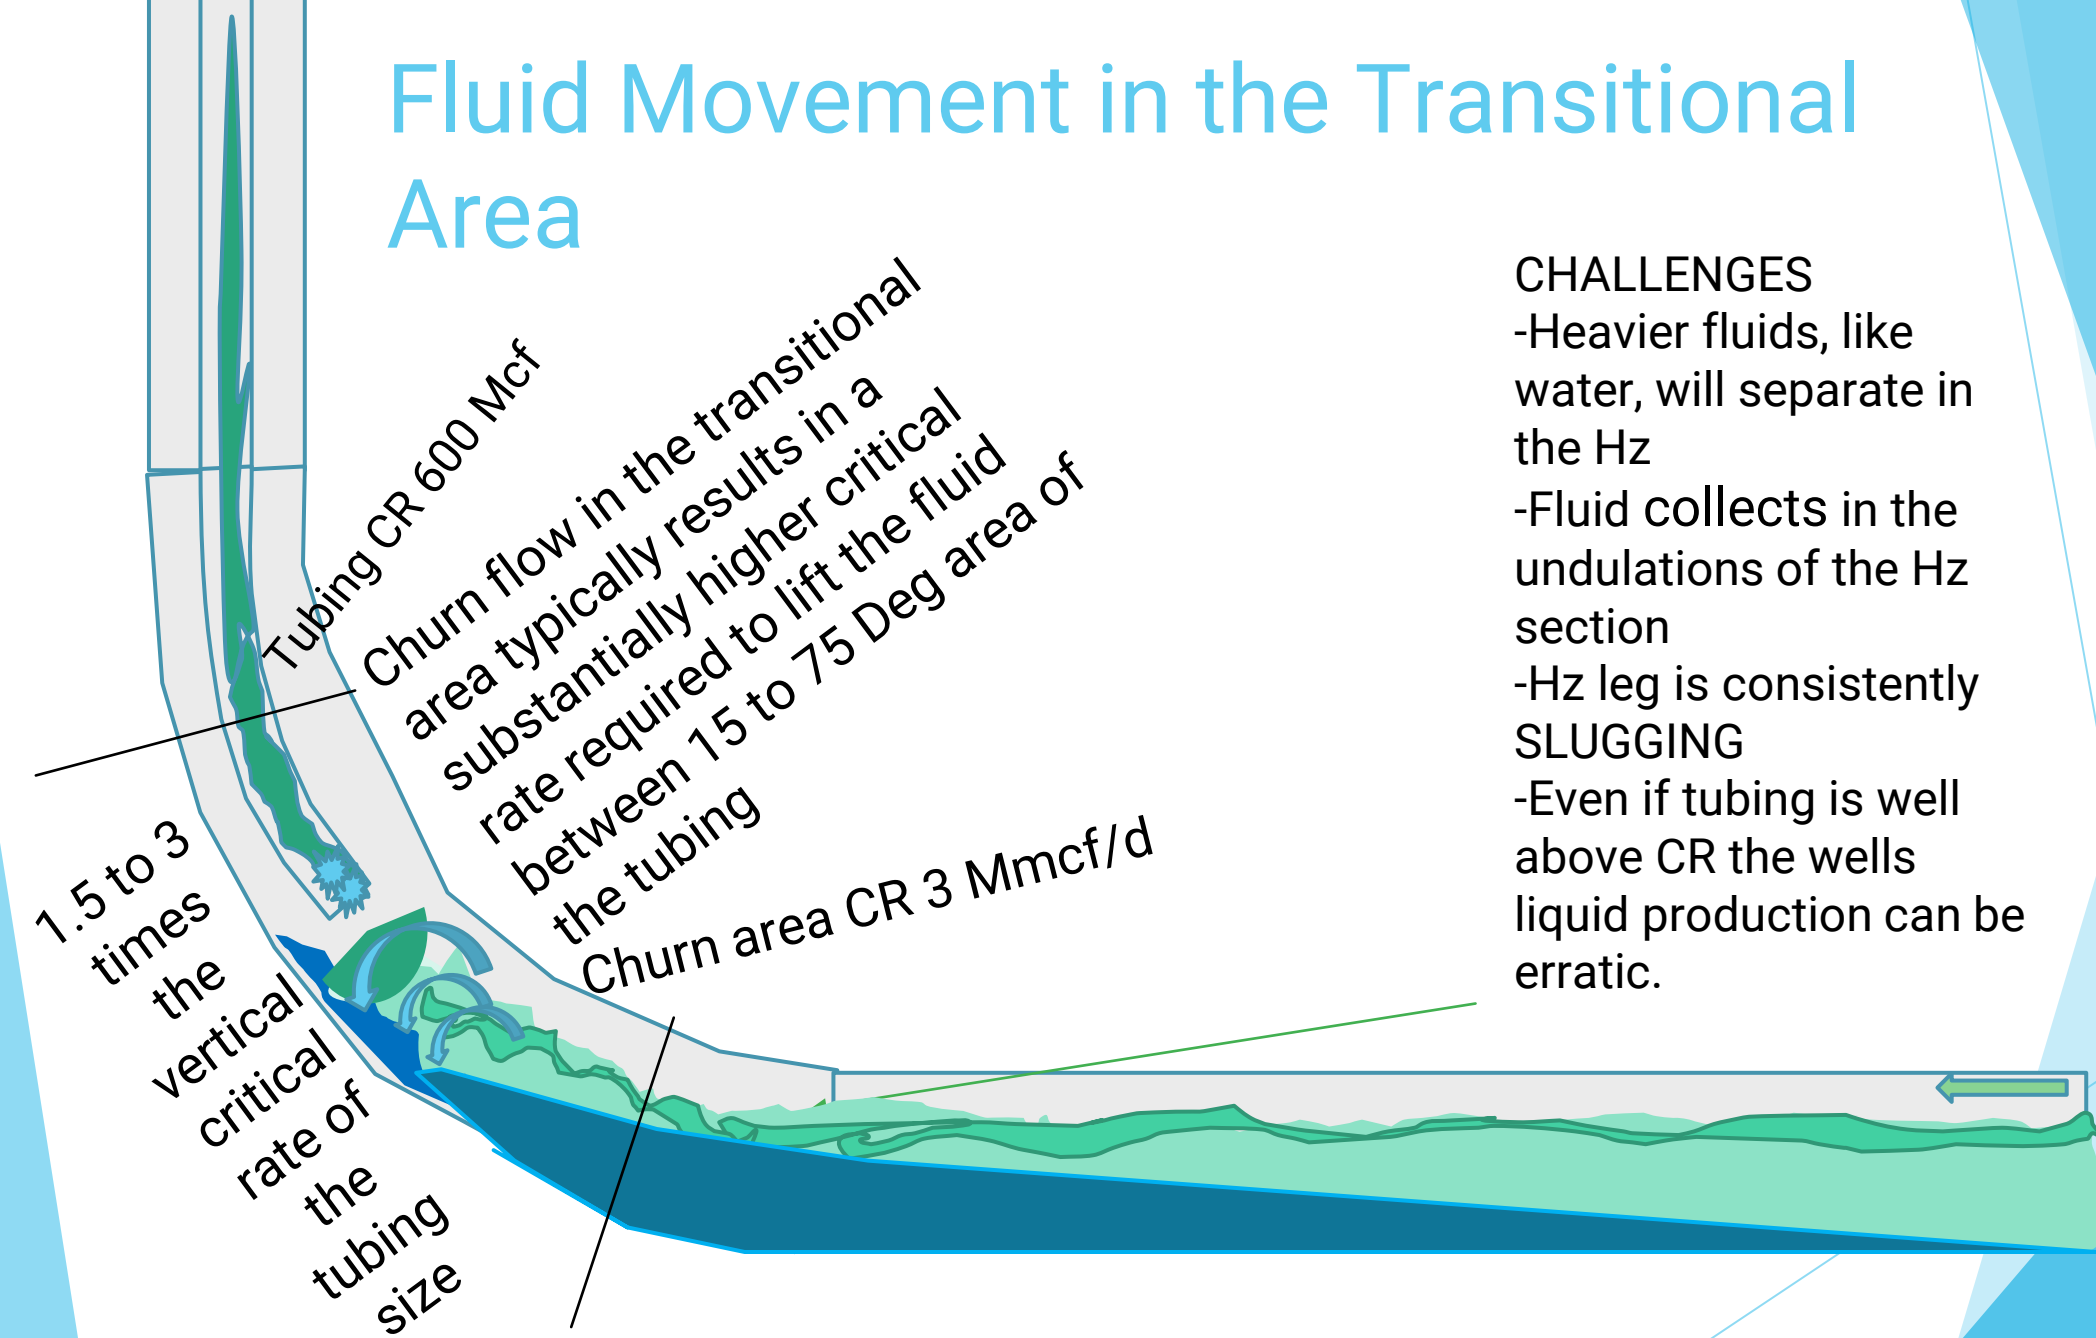 Fluid Movement in the Transitional
Area
Tubing CR 600 Mcf
Churn flow in the transitional
area typically results in a
substantially higher critical
rate required to lift the fluid
between 15 to 75 Deg area of
the tubing
Churn area CR 3 Mmcf/d
1.5 to 3
times
the
vertical
critical
rate of
the
tubing
size
CHALLENGES
-Heavier fluids, like
water, will separate in
the Hz
-Fluid collects in the
undulations of the Hz
section
-Hz leg is consistently
SLUGGING
-Even if tubing is well
above CR the wells
liquid production can be
erratic.